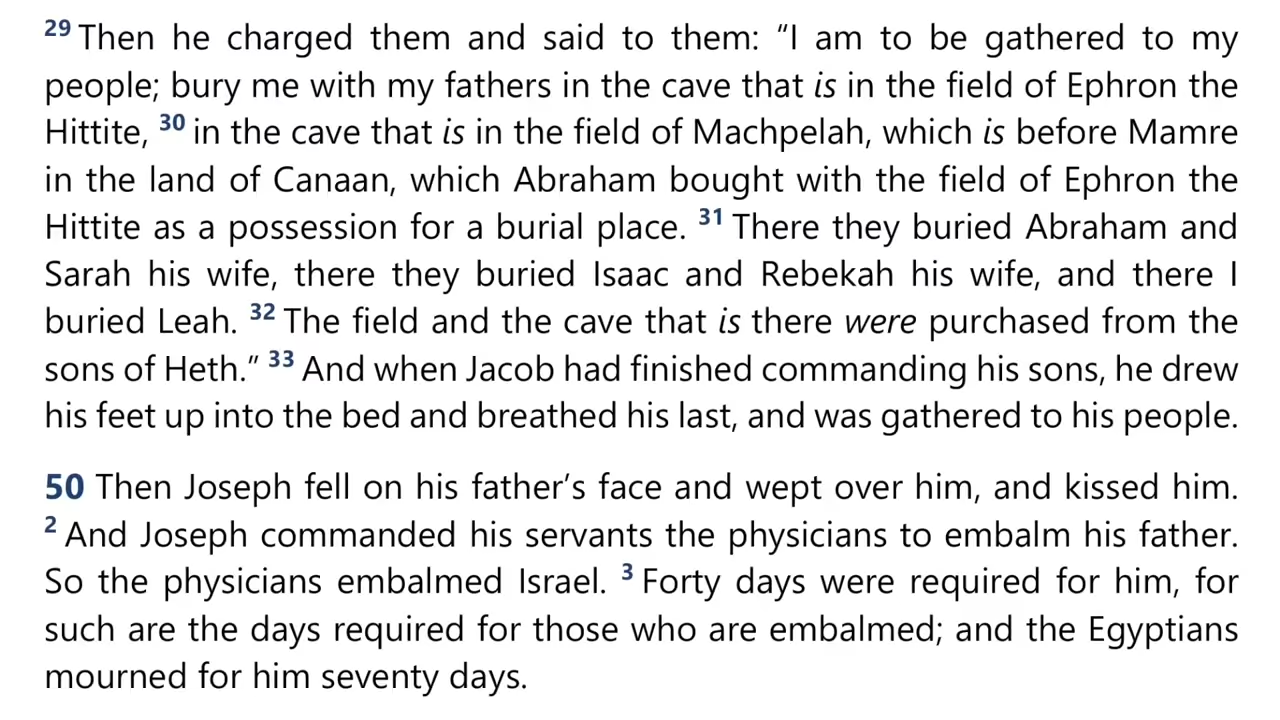 29 Then he charged them and said to them: “I am to be gathered to my
people; bury me with my fathers in the cave that is in the field of Ephron the
Hittite, 30 in the cave that is in the field of Machpelah, which is before Mamre
in the land of Canaan, which Abraham bought with the field of Ephron the
Hittite as a possession for a burial place. 31 There they buried Abraham and
Sarah his wife, there they buried Isaac and Rebekah his wife, and there I
buried Leah. 32 The field and the cave that is there were purchased from the
sons of Heth.” 33 And when Jacob had finished commanding his sons, he drew
his feet up into the bed and breathed his last, and was gathered to his people.
50 Then Joseph fell on his father’s face and wept over him, and kissed him.
2 And Joseph commanded his servants the physicians to embalm his father.
So the physicians embalmed Israel. 3 Forty days were required for him, for
such are the days required for those who are embalmed; and the Egyptians
mourned for him seventy days.